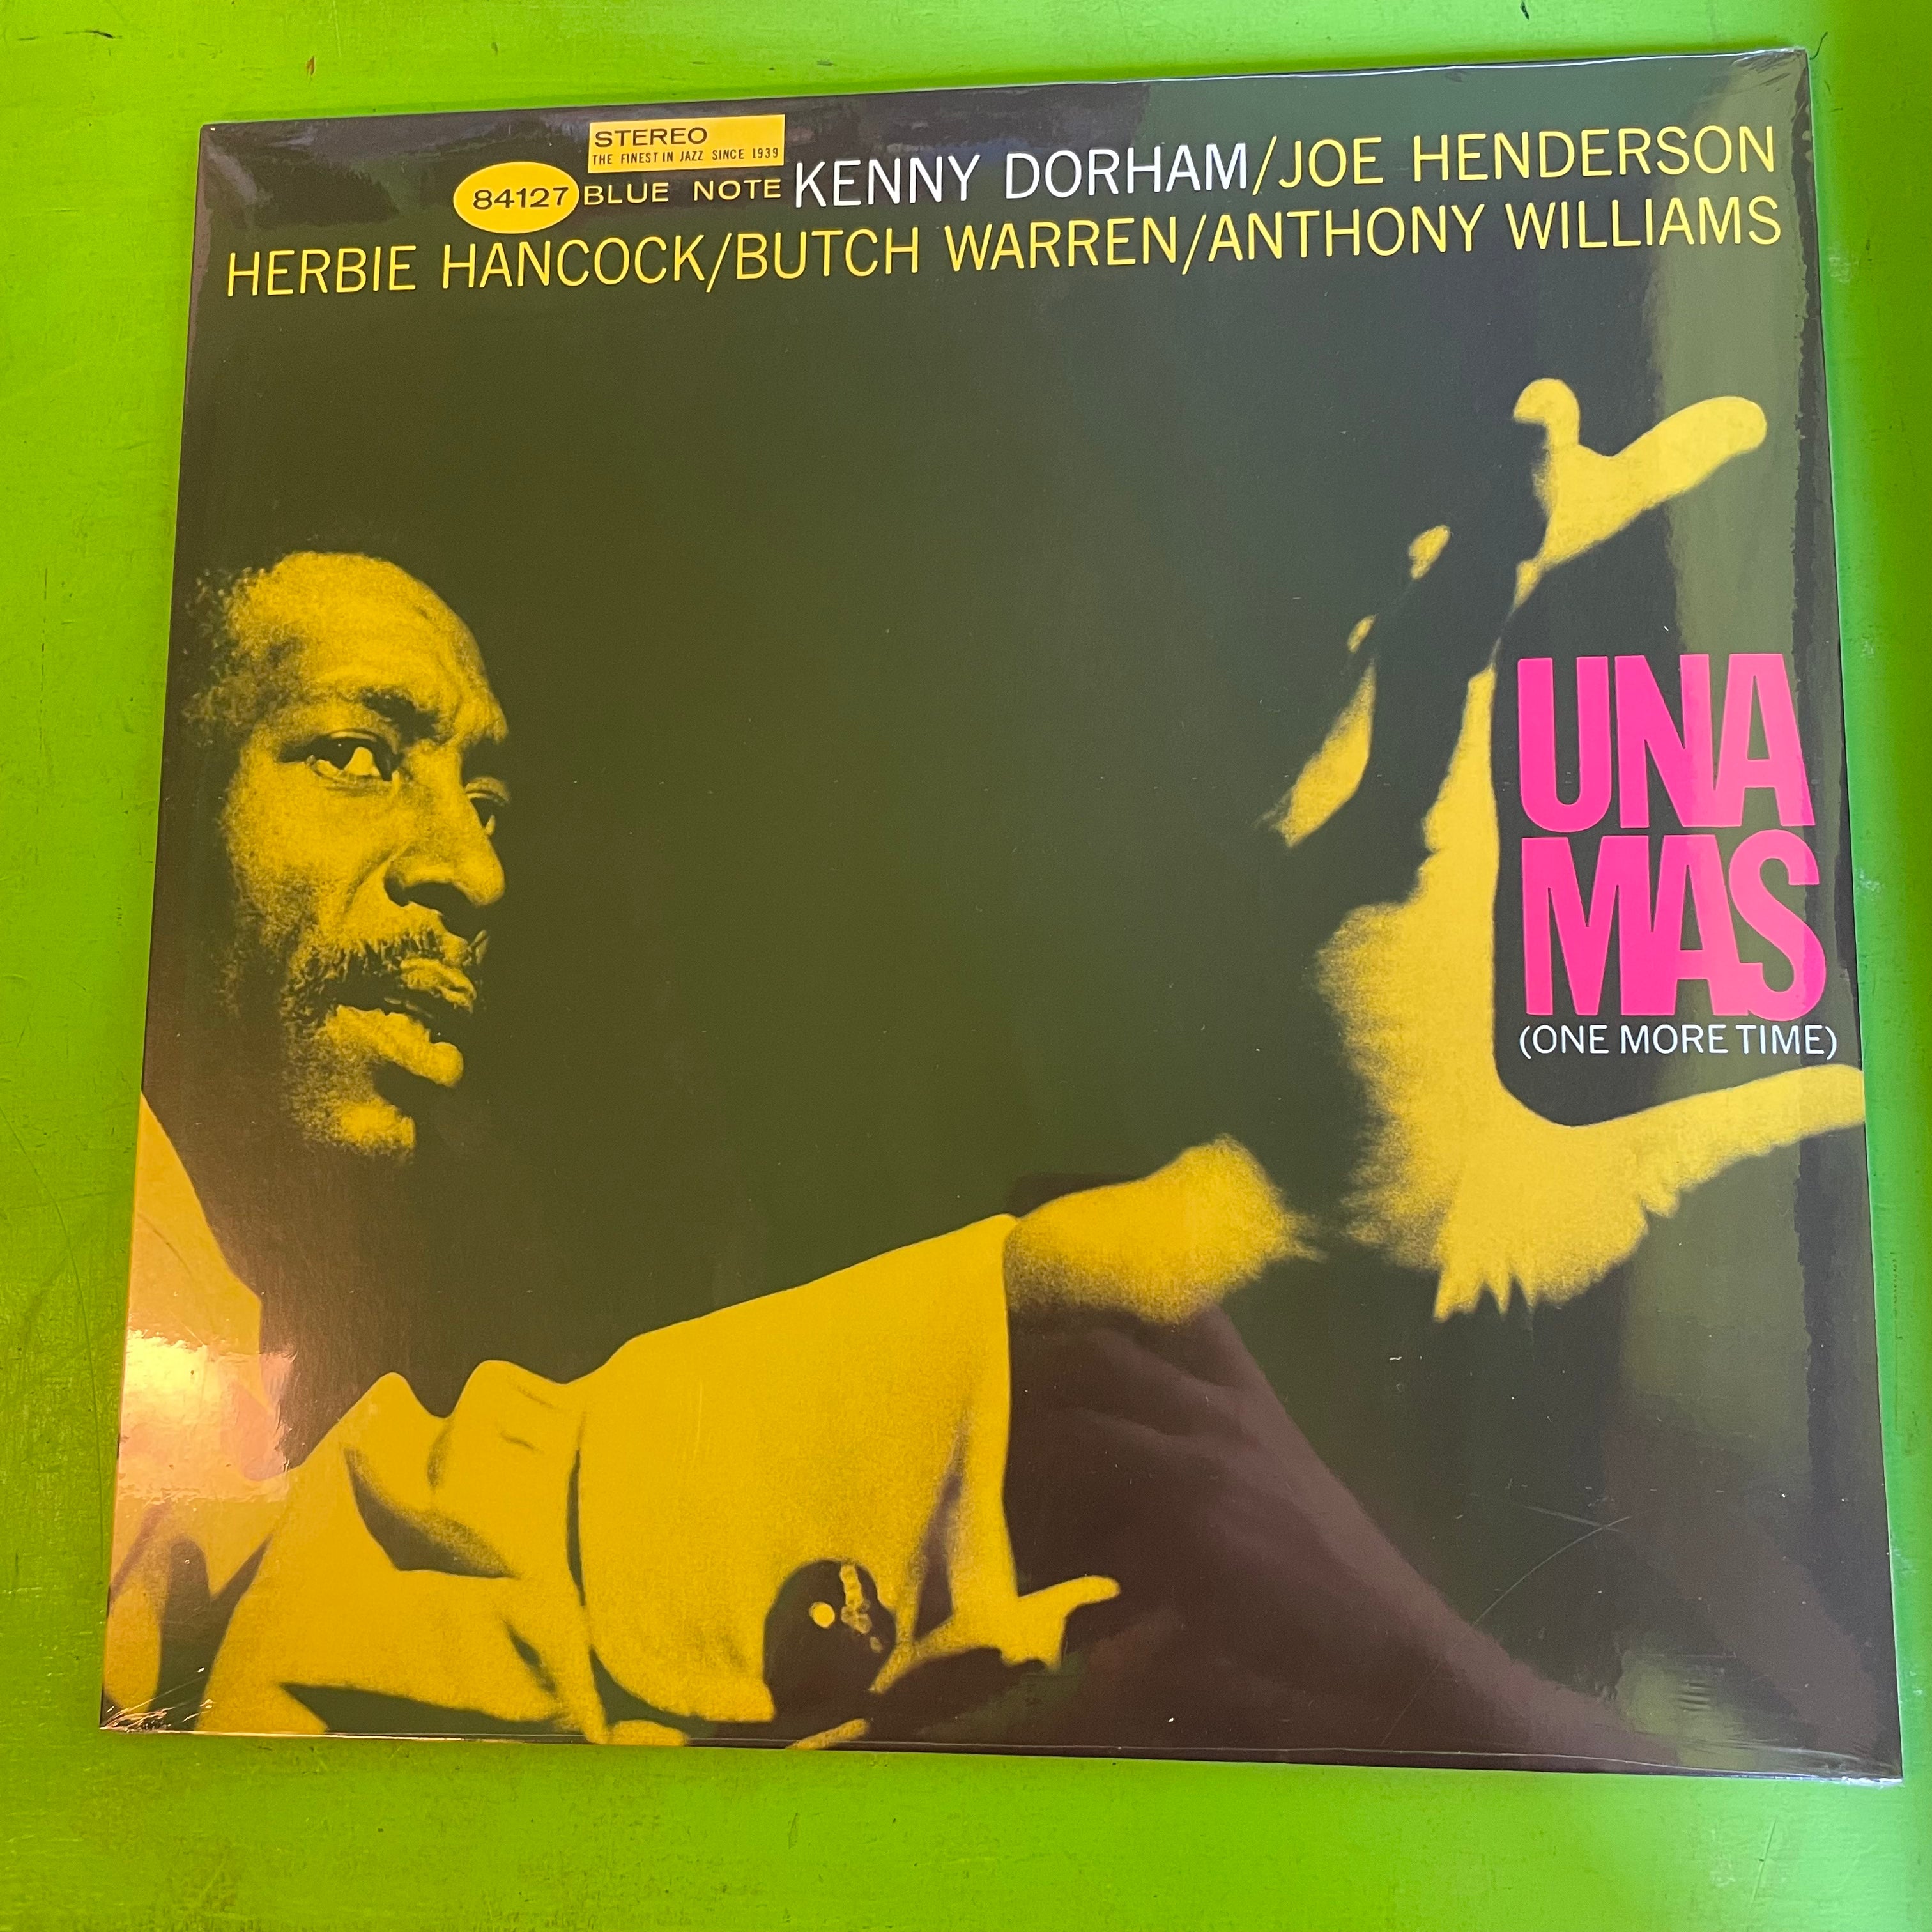 STEREO
THE FINEST IN JAZZ SINCE 1939
84127 BLUE NOTE KENNY DORHAM/JOE HENDERSON
HERBIE HANCOCK/BUTCH WARREN/ANTHONY WILLIAMS
UNA
MAS
(ONE MORE TIME)